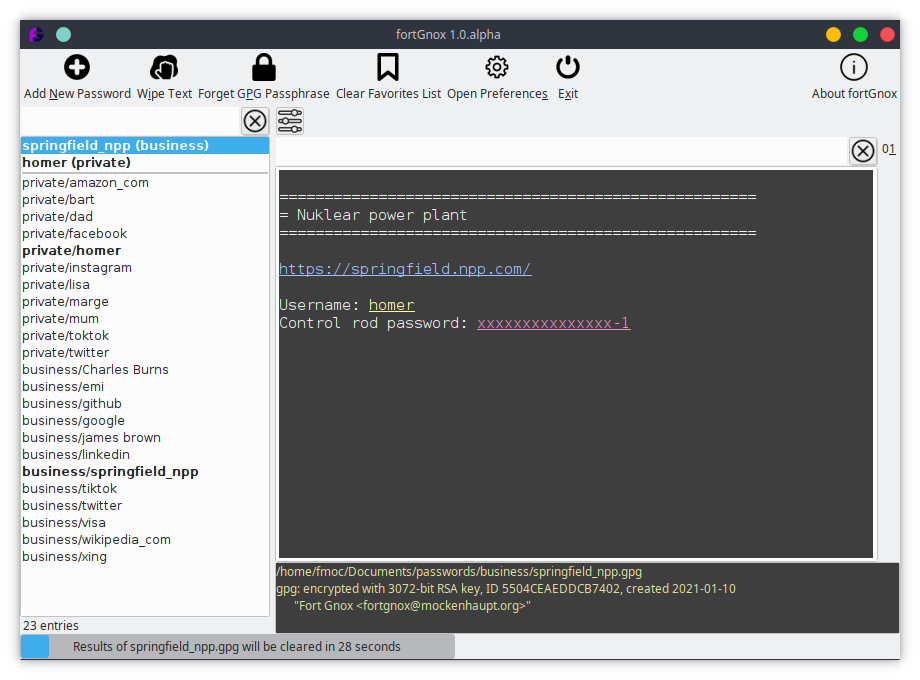 fortGnox 1.0.alpha
Add New Password Wipe Text Forget GPG Passphrase Clear Favorites List Open Preferences Exit About fortGnox
01
springfield_npp (business)
homer (private)
private/amazon_com
private/bart
private/dad
private/facebook
private/homer
private/instagram
private/lisa
private/marge
private/mum
private/toktok
private/twitter
business/Charles Burns
business/emi
business/github
business/google
business/james brown
business/linkedin
business/springfield_npp
business/tiktok
business/twitter
business/visa
business/wikipedia_com
business/xing
23 entries
=====================================================
= Nuklear power plant
=====================================================
https://springfield.npp.com/
Username: homer
Control rod password: xxxxxxxxxxxxxxx-1
/home/fmoc/Documents/passwords/business/springfield_npp.gpg
gpg: encrypted with 3072-bit RSA key, ID 5504CEAEDDCB7402, created 2021-01-10
"Fort Gnox <fortgnox@mockenhaupt.org>"
Results of springfield_npp.gpg will be cleared in 28 seconds